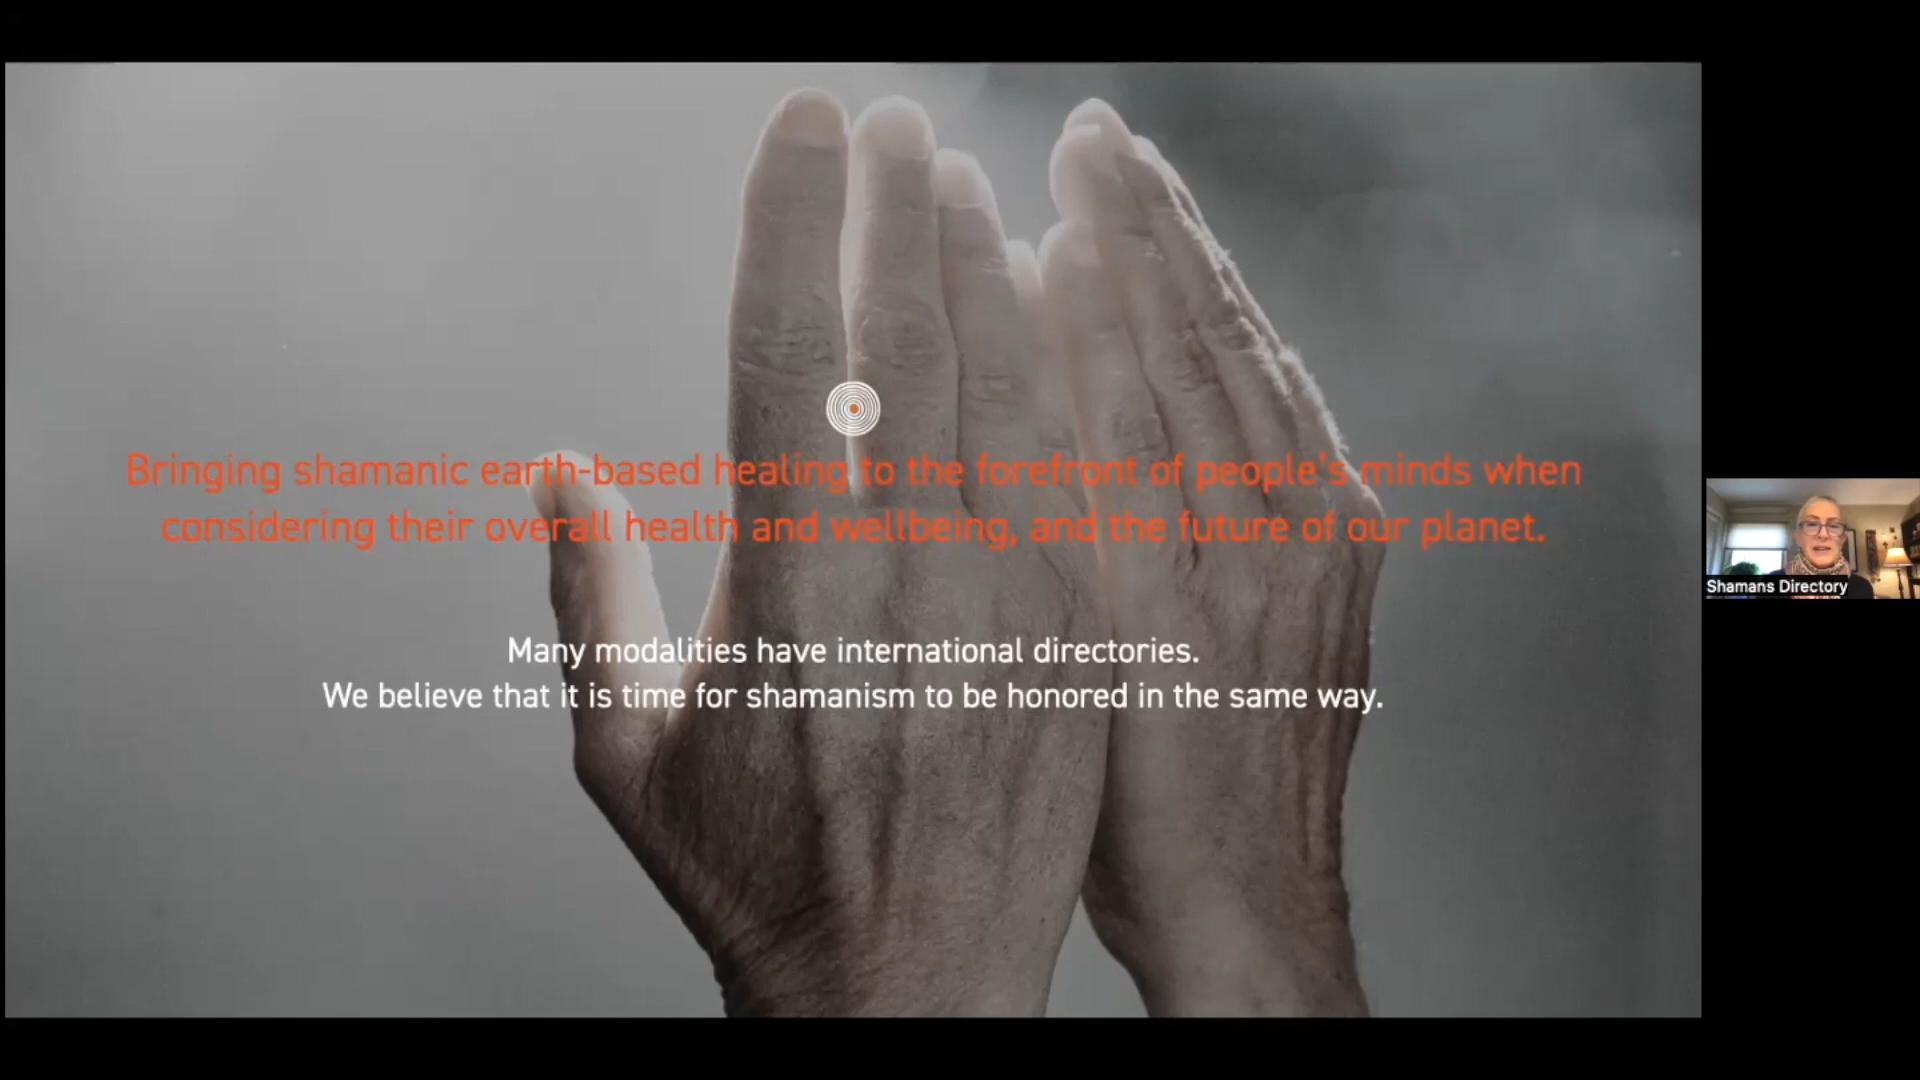 Bringing shamanic earth-based healing to the forefront of people's minds when
considering their overall health and wellbeing, and the future of our planet.
Many modalities have international directories.
We believe that it is time for shamanism to be honored in the same way.
Shamans Directory